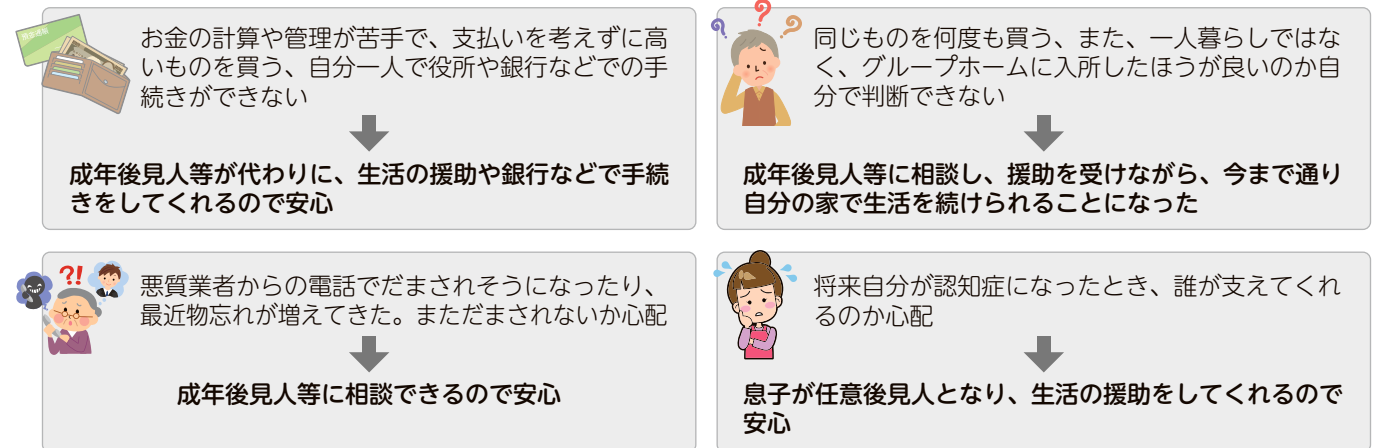 お金の計算や管理が苦手で、支払いを考えずに高
いものを買う、自分一人で役所や銀行などでの手
続きができない
成年後見人等が代わりに、生活の援助や銀行などで手続
きをしてくれるので安心
同じものを何度も買う、また、一人暮らしではな
く、グループホームに入所したほうが良いのか自
分で判断できない
成年後見人等に相談し、援助を受けながら、今まで通り
自分の家で生活を続けられることになった
?!
悪質業者からの電話でだまされそうになったり、
最近物忘れが増えてきた。まただまされないか心配
成年後見人等に相談できるので安心
将来自分が認知症になったとき、誰が支えてくれ
るのか心配
息子が任意後見人となり、生活の援助をしてくれるので
安心